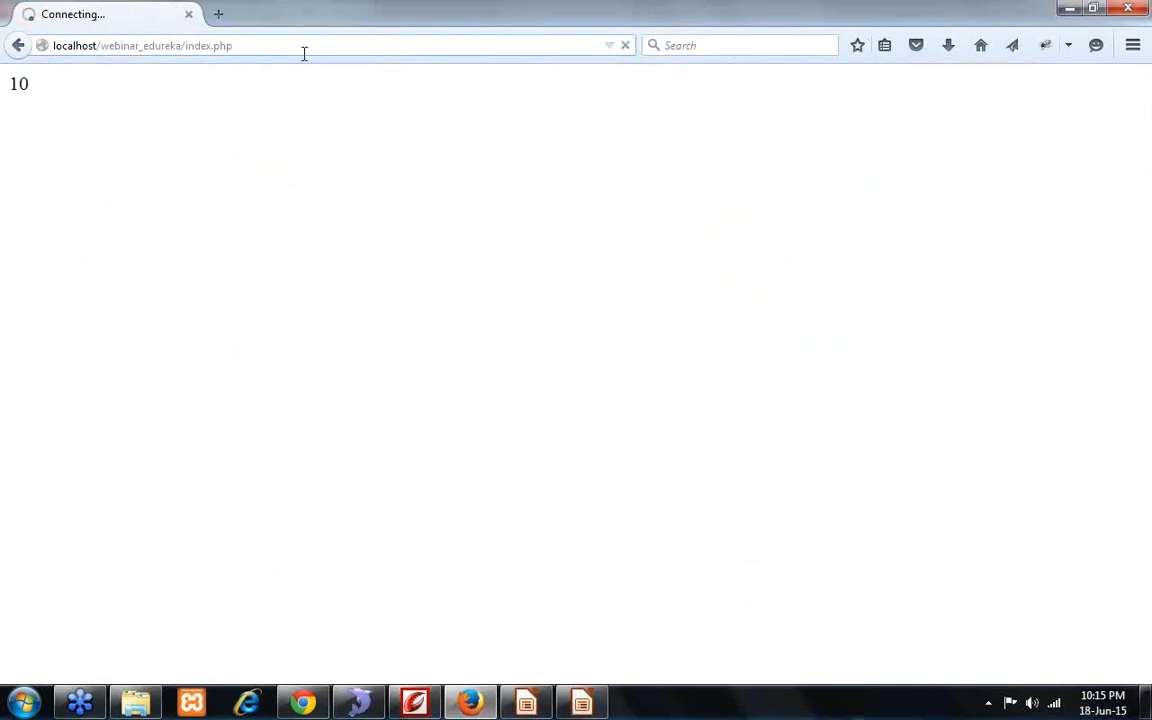 Connecting...
localhost/webinar_edureka/index.php
Search
10
10:15 PM
18-Jun-15